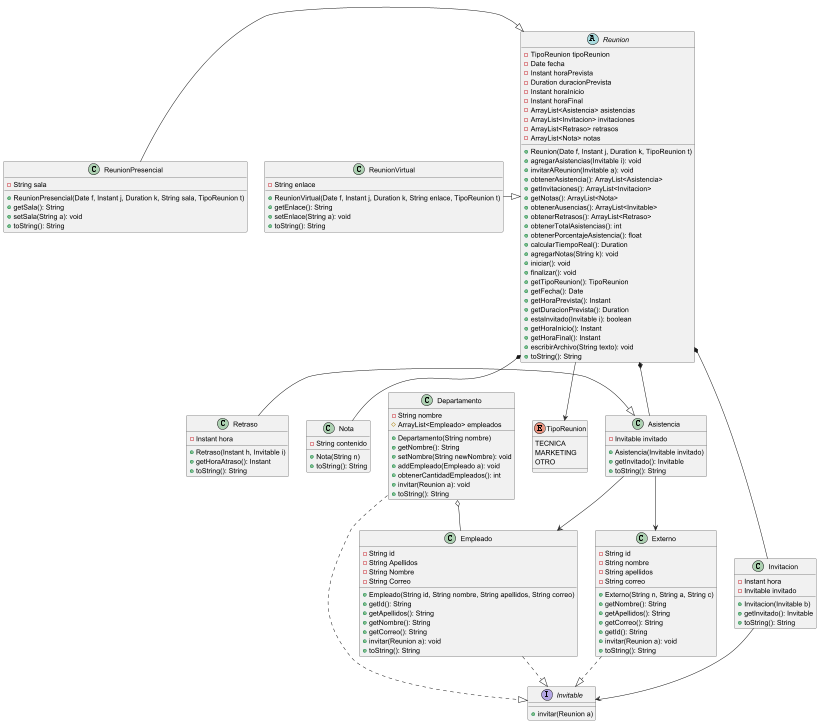 A Reunion
TipoReunion tipoReunion
Date fecha
Instant horaPrevista
Duration duracionPrevista
Instant horaInicio
Instant horaFinal
ArrayList<Asistencia> asistencias
ArrayList<Invitacion> invitaciones
ArrayList<Retraso> retrasos
ArrayList<Nota> notas
Reunion(Date f, Instant j, Duration k, TipoReunion t)
agregarAsistencias(Invitable i): void
invitarAReunion(Invitable a): void
obtenerAsistencia(): ArrayList<Asistencia>
getInvitaciones(): ArrayList<Invitacion>
getNotas(): ArrayList<Nota>
obtenerAusencias(): ArrayList<Invitable>
obtenerRetrasos(): ArrayList<Retraso>
obtenerTotalAsistencias(): int
obtenerPorcentajeAsistencia(): float
calcularTiempoReal(): Duration
agregarNotas(String k): void
iniciar(): void
finalizar(): void
getTipoReunion(): TipoReunion
getFecha(): Date
getHoraPrevista(): Instant
getDuracionPrevista(): Duration
estaInvitado(Invitable i): boolean
getHoraInicio(): Instant
getHoraFinal(): Instant
escribirArchivo(String texto): void
toString(): String
C ReunionPresencial
String sala
ReunionPresencial(Date f, Instant j, Duration k, String sala, TipoReunion t)
getSala(): String
setSala(String a): void
toString(): String
C ReunionVirtual
String enlace
ReunionVirtual(Date f, Instant j, Duration k, String enlace, TipoReunion t)
getEnlace(): String
setEnlace(String a): void
toString(): String
C Retraso
Instant hora
Retraso(Instant h, Invitable i)
getHoraAtraso(): Instant
toString(): String
C Nota
String contenido
Nota(String n)
toString(): String
C Departamento
String nombre
ArrayList<Empleado> empleados
Departamento(String nombre)
getNombre(): String
setNombre(String newNombre): void
addEmpleado(Empleado a): void
obtenerCantidadEmpleados(): int
invitar(Reunion a): void
toString(): String
E TipoReunion
TECNICA
MARKETING
OTRO
C Asistencia
Invitable invitado
Asistencia(Invitable invitado)
getInvitado(): Invitable
toString(): String
C Empleado
String id
String Apellidos
String Nombre
String Correo
Empleado(String id, String nombre, String apellidos, String correo)
getId(): String
getApellidos(): String
getNombre(): String
getCorreo(): String
invitar(Reunion a): void
toString(): String
C Externo
String id
String nombre
String apellidos
String correo
Externo(String n, String a, String c)
getNombre(): String
getApellidos(): String
getCorreo(): String
getId(): String
invitar(Reunion a): void
toString(): String
C Invitacion
Instant hora
Invitable invitado
Invitacion(Invitable b)
getInvitado(): Invitable
toString(): String
I Invitable
invitar(Reunion a)